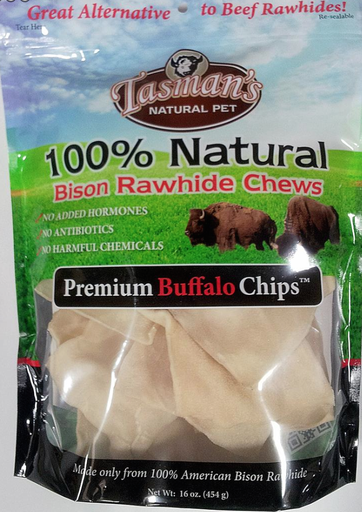 Great Alternative to Beef Rawhides!
Tear Here Re-sealable
Tasman's
NATURAL PET
100% Natural
Bison Rawhide Chews
NO ADDED HORMONES
NO ANTIBIOTICS
NO HARMFUL CHEMICALS
Premium Buffalo Chips™
Made only from 100% American Bison Rawhide
Net Wt: 16 oz. (454 g)